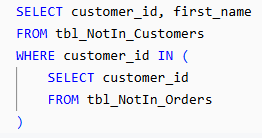 SELECT customer_id, first_name
FROM tbl_NotIn_Customers
WHERE customer_id IN (
    SELECT customer_id
    FROM tbl_NotIn_Orders
)